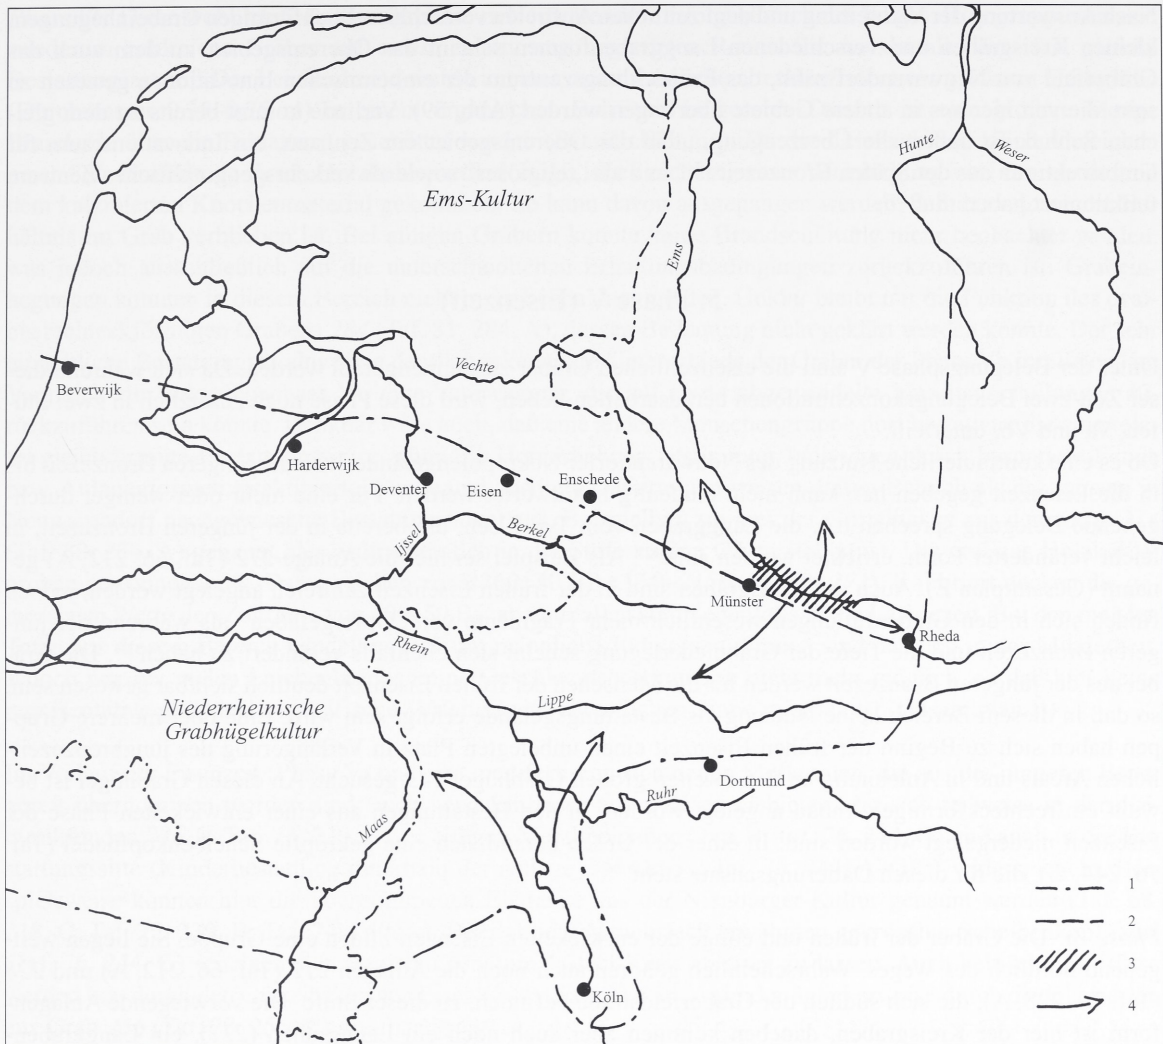 Ems-Kultur
Hunte
Weser
Ems
Vechte
Beverwijk
Harderwijk
Deventer
Eisen
Enschede
Berkel
IJssel
Münster
Rheda
Rhein
Lippe
Niederrheinische
Grabhügelkultur
Dortmund
Ruhr
Maas
Köln
1
2
3
4